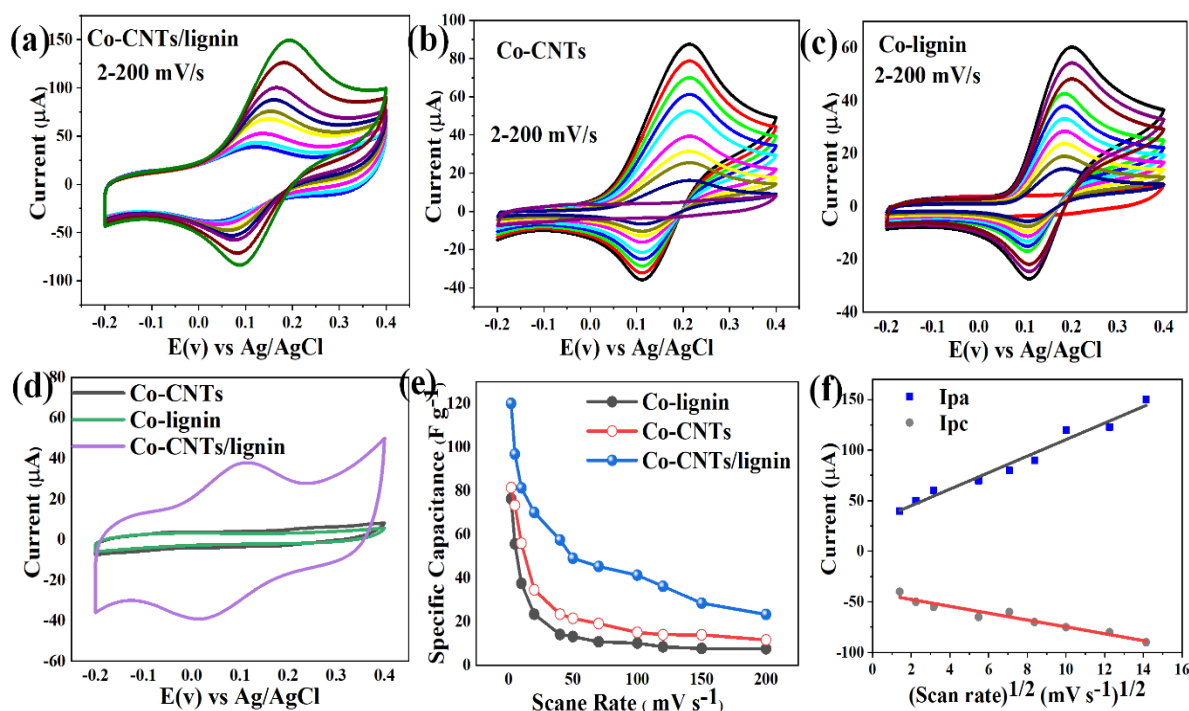 (a)
Co-CNTs/lignin
2-200 mV/s
Current (µA)
150
100
50
0
-50
-100
-0.2 -0.1 0.0 0.1 0.2 0.3 0.4
E(v) vs Ag/AgCl
(b)
Co-CNTs
2-200 mV/s
Current (µA)
100
80
60
40
20
0
-20
-40
-0.2 -0.1 0.0 0.1 0.2 0.3 0.4
E(v) vs Ag/AgCl
(c)
Co-lignin
2-200 mV/s
Current (µA)
60
40
20
0
-20
-40
-0.2 -0.1 0.0 0.1 0.2 0.3 0.4
E(v) vs Ag/AgCl
(d)
Co-CNTs
Co-lignin
Co-CNTs/lignin
Current (µA)
80
60
40
20
0
-20
-40
-60
-0.2 -0.1 0.0 0.1 0.2 0.3 0.4
E(v) vs Ag/AgCl
(e)
Co-lignin
Co-CNTs
Co-CNTs/lignin
Specific Capacitance (F g-1)
120
100
80
60
40
20
0
0 50 100 150 200
Scane Rate ( mV s-1)
(f)
Ipa
Ipc
Current (µA)
150
100
50
0
-50
-100
0 2 4 6 8 10 12 14 16
(Scan rate)1/2 (mV s-1)1/2